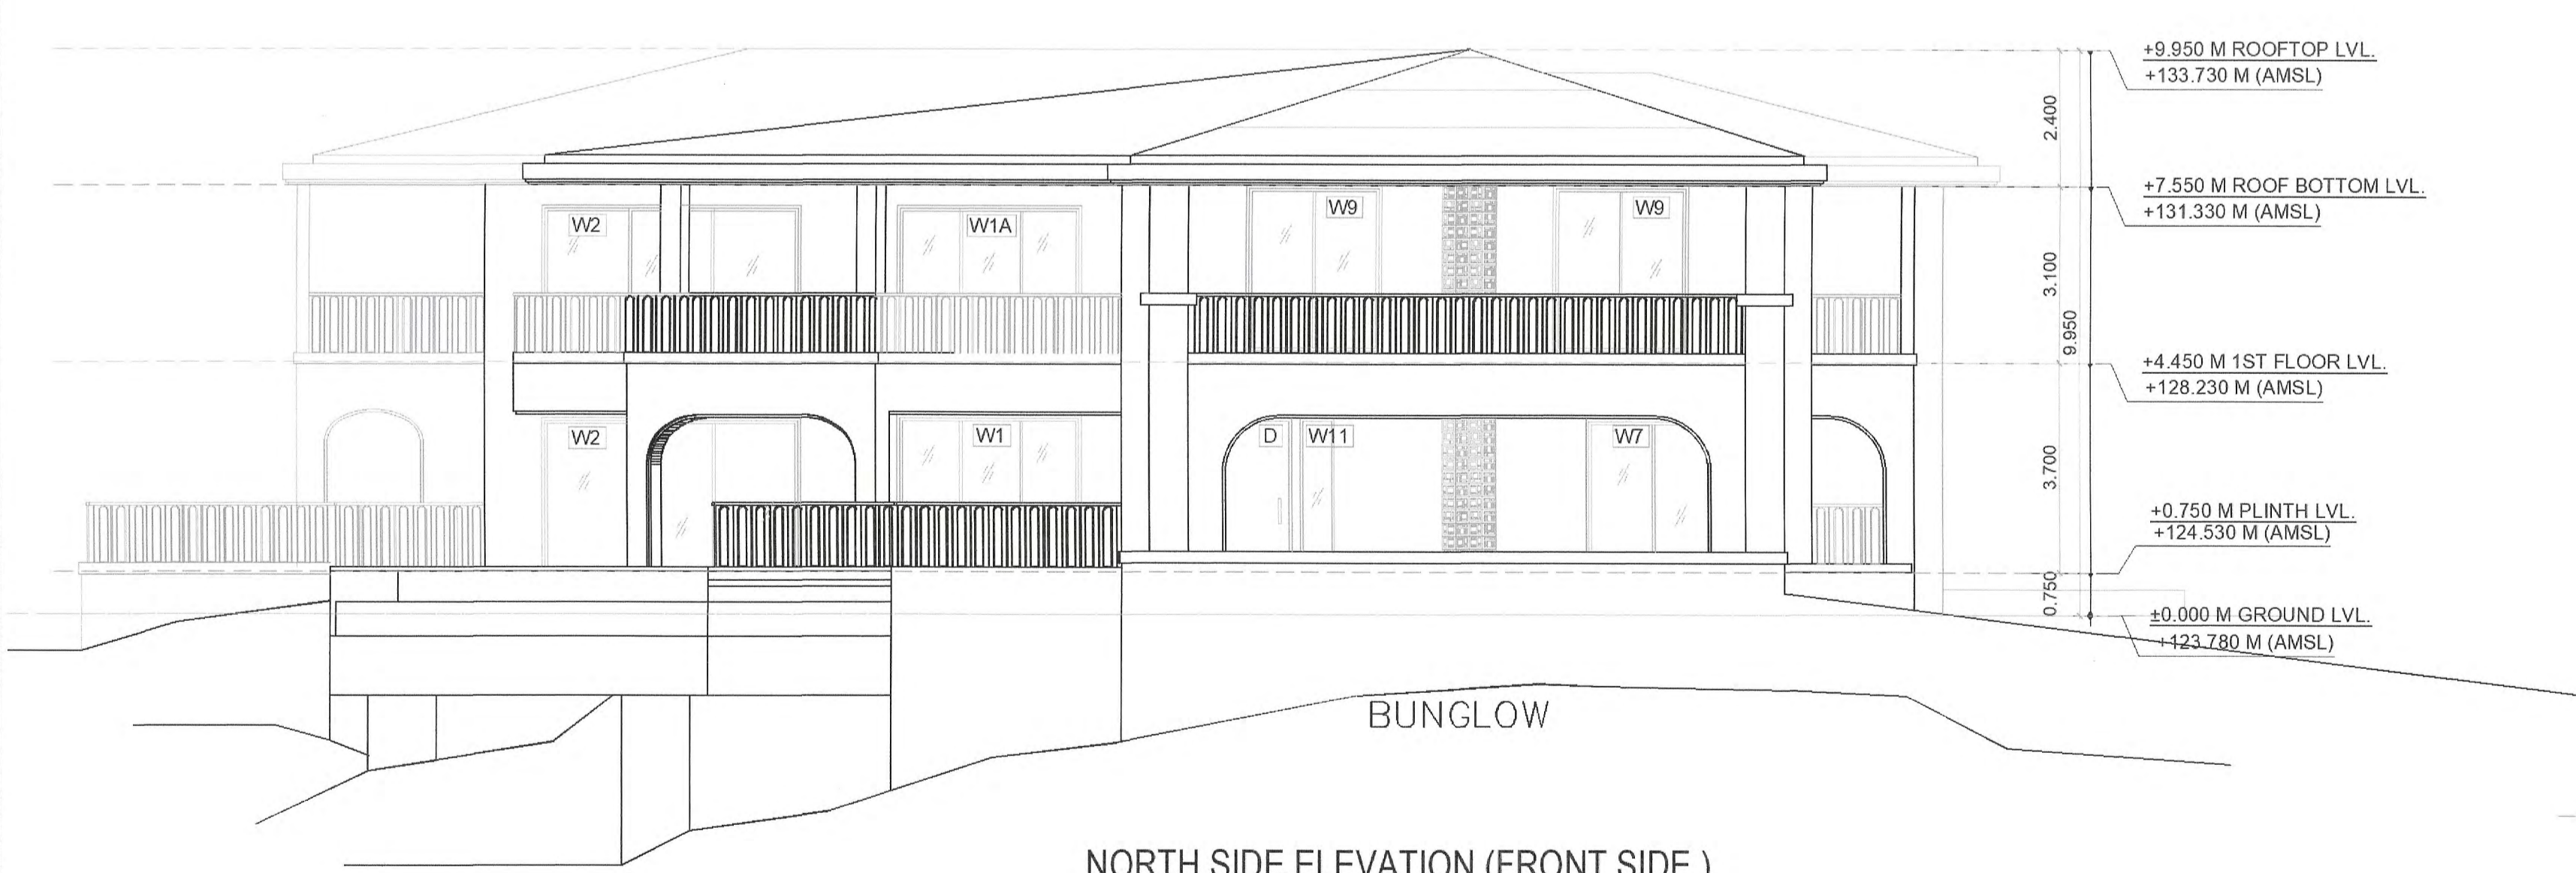 +9.950 M ROOFTOP LVL.
+133.730 M (AMSL)
2.400
+7.550 M ROOF BOTTOM LVL.
+131.330 M (AMSL)
W2
W1A
W9
W9
3.100
9.950
+4.450 M 1ST FLOOR LVL.
+128.230 M (AMSL)
W2
W1
D
W11
W7
3.700
+0.750 M PLINTH LVL.
+124.530 M (AMSL)
0.750
±0.000 M GROUND LVL.
+123.780 M (AMSL)
BUNGLOW
NORTH SIDE ELEVATION (FRONT SIDE )